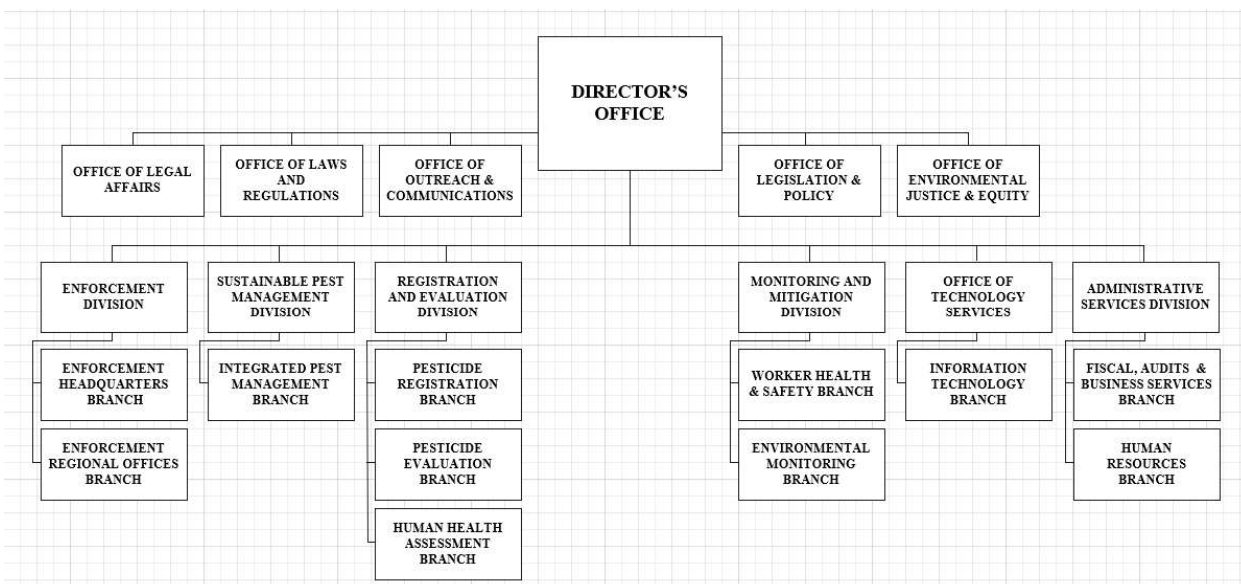 DIRECTOR'S
OFFICE
OFFICE OF LEGAL
AFFAIRS
OFFICE OF LAWS
AND
REGULATIONS
OFFICE OF
OUTREACH &
COMMUNICATIONS
OFFICE OF
LEGISLATION &
POLICY
OFFICE OF
ENVIRONMENTAL
JUSTICE & EQUITY
ENFORCEMENT
DIVISION
SUSTAINABLE PEST
MANAGEMENT
DIVISION
REGISTRATION
AND EVALUATION
DIVISION
MONITORING AND
MITIGATION
DIVISION
OFFICE OF
TECHNOLOGY
SERVICES
ADMINISTRATIVE
SERVICES DIVISION
ENFORCEMENT
HEADQUARTERS
BRANCH
INTEGRATED PEST
MANAGEMENT
BRANCH
PESTICIDE
REGISTRATION
BRANCH
WORKER HEALTH
& SAFETY BRANCH
INFORMATION
TECHNOLOGY
BRANCH
FISCAL, AUDITS &
BUSINESS SERVICES
BRANCH
ENFORCEMENT
REGIONAL OFFICES
BRANCH
PESTICIDE
EVALUATION
BRANCH
ENVIRONMENTAL
MONITORING
BRANCH
HUMAN
RESOURCES
BRANCH
HUMAN HEALTH
ASSESSMENT
BRANCH